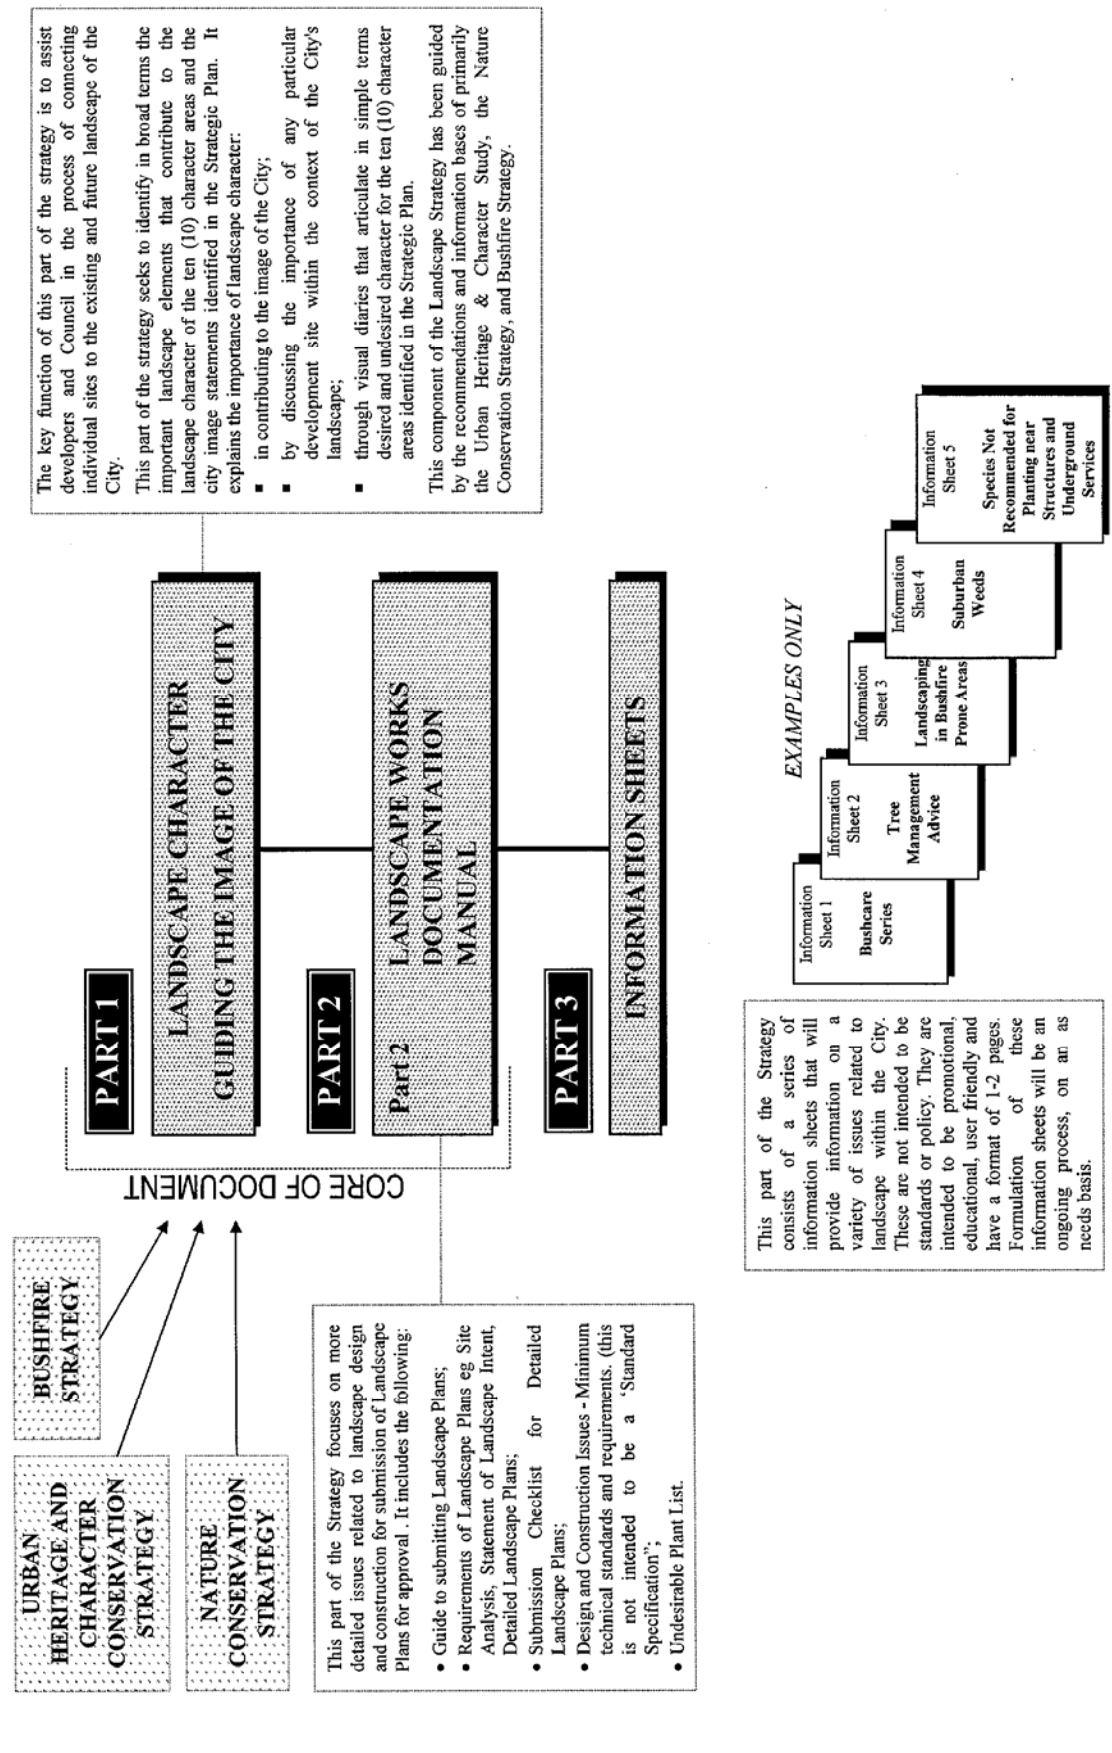 URBAN
HERITAGE AND
CHARACTER
CONSERVATION
STRATEGY
BUSHFIRE
STRATEGY
NATURE
CONSERVATION
STRATEGY
CORE OF DOCUMENT
PART 1
LANDSCAPE CHARACTER
GUIDING THE IMAGE OF THE CITY
The key function of this part of the strategy is to assist
developers and Council in the process of connecting
individual sites to the existing and future landscape of the
City.
This part of the strategy seeks to identify in broad terms the
important landscape elements that contribute to the
landscape character of the ten (10) character areas and the
city image statements identified in the Strategic Plan. It
explains the importance of landscape character:
■ in contributing to the image of the City;
■ by discussing the importance of any particular
development site within the context of the City's
landscape;
■ through visual diaries that articulate in simple terms
desired and undesired character for the ten (10) character
areas identified in the Strategic Plan.
This component of the Landscape Strategy has been guided
by the recommendations and information bases of primarily
the Urban Heritage & Character Study, the Nature
Conservation Strategy, and Bushfire Strategy.
PART 2
Part 2 LANDSCAPE WORKS
DOCUMENTATION
MANUAL
This part of the Strategy focuses on more
detailed issues related to landscape design
and construction for submission of Landscape
Plans for approval . It includes the following:
• Guide to submitting Landscape Plans;
• Requirements of Landscape Plans eg Site
Analysis, Statement of Landscape Intent,
Detailed Landscape Plans;
• Submission Checklist for Detailed
Landscape Plans;
• Design and Construction Issues - Minimum
technical standards and requirements. (this
is not intended to be a ‘Standard
Specification”;
• Undesirable Plant List.
PART 3
INFORMATION SHEETS
This part of the Strategy
consists of a series of
information sheets that will
provide information on a
variety of issues related to
landscape within the City.
These are not intended to be
standards or policy. They are
intended to be promotional,
educational, user friendly and
have a format of 1-2 pages.
Formulation of these
information sheets will be an
ongoing process, on an as
needs basis.
EXAMPLES ONLY
Information
Sheet 1
Bushcare
Series
Information
Sheet 2
Tree
Management
Advice
Information
Sheet 3
Landscaping
in Bushfire
Prone Areas
Information
Sheet 4
Suburban
Weeds
Information
Sheet 5
Species Not
Recommended for
Planting near
Structures and
Underground
Services